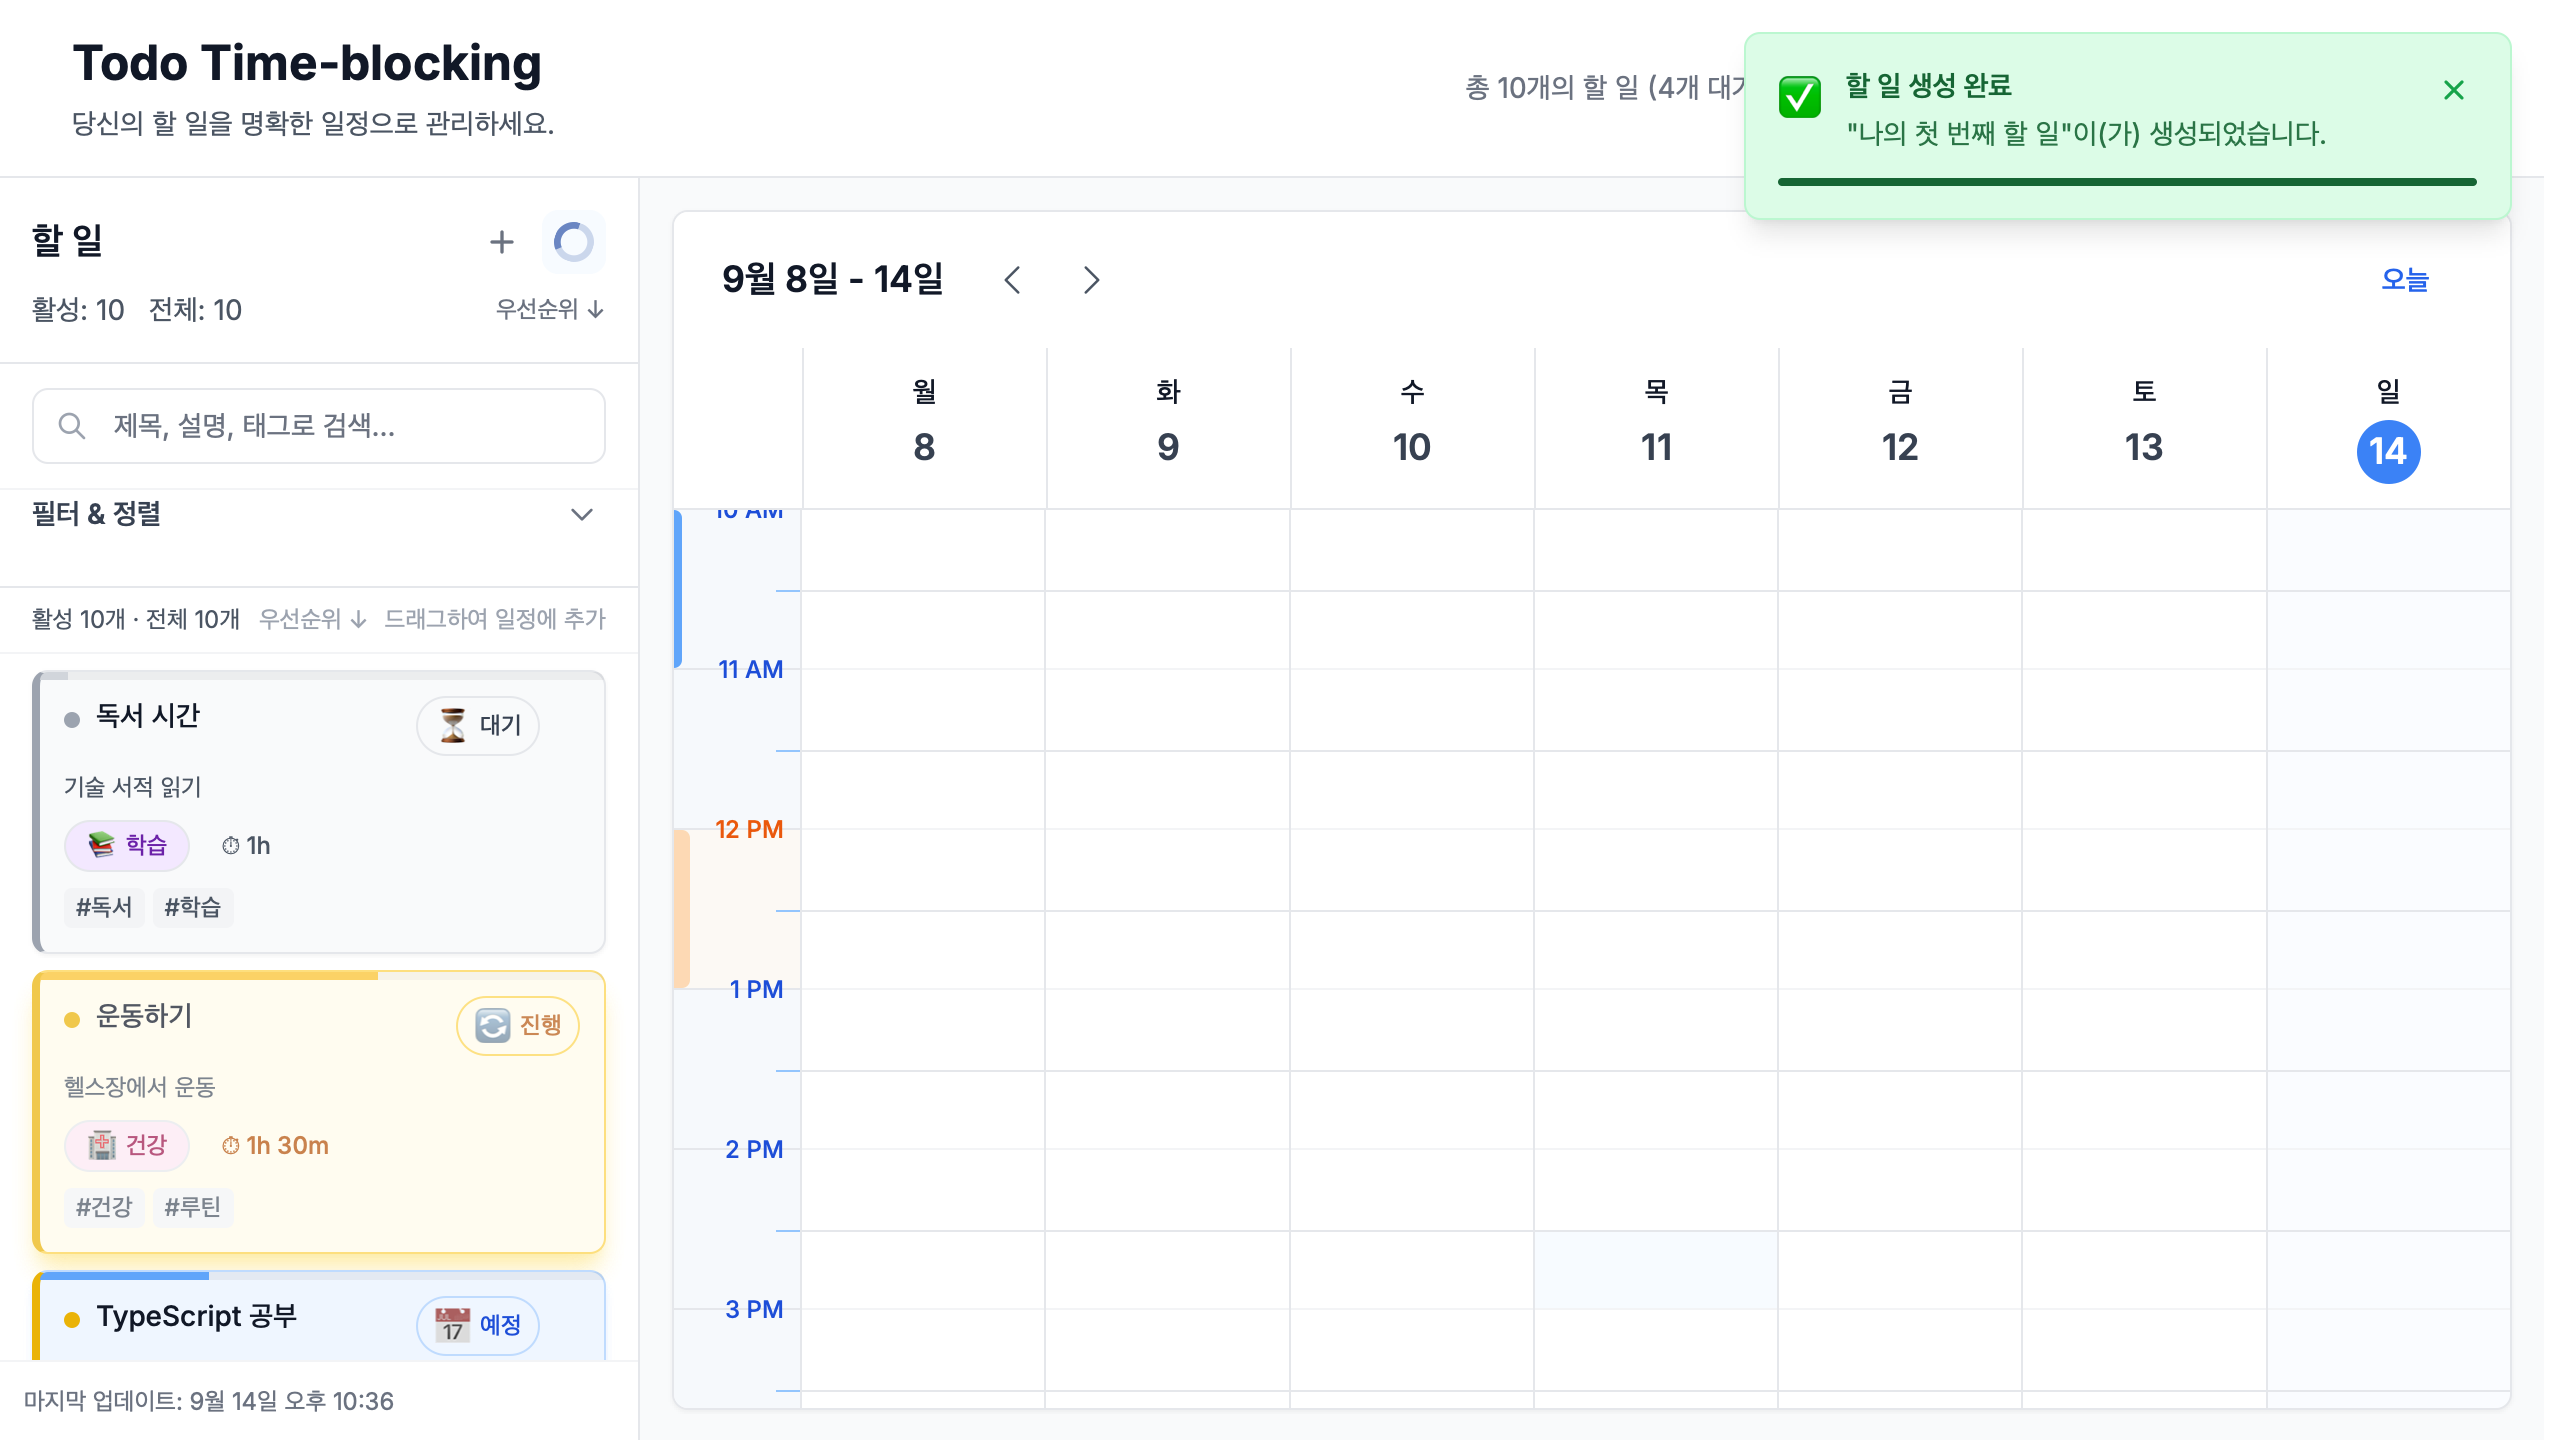 Todo Time-blocking
당신의 할 일을 명확한 일정으로 관리하세요.
총 10개의 할 일 (4개 대기
할 일 생성 완료
"나의 첫 번째 할 일"이(가) 생성되었습니다.
할 일
활성: 10 전체: 10
우선순위 ↓
제목, 설명, 태그로 검색...
필터 & 정렬
활성 10개 · 전체 10개 우선순위 ↓ 드래그하여 일정에 추가
독서 시간
대기
기술 서적 읽기
학습
1h
#독서 #학습
운동하기
진행
헬스장에서 운동
건강
1h 30m
#건강 #루틴
TypeScript 공부
17
예정
마지막 업데이트: 9월 14일 오후 10:36
9월 8일 - 14일
오늘
월 화 수 목 금 토 일
8 9 10 11 12 13 14
10 AM
11 AM
12 PM
1 PM
2 PM
3 PM